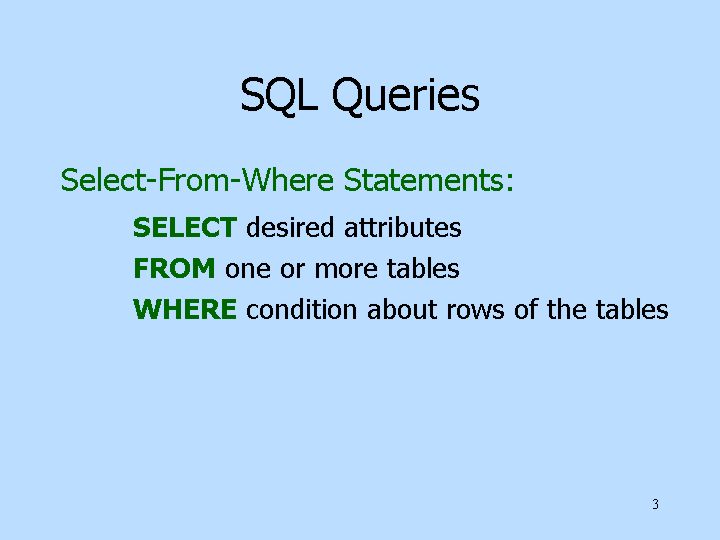 SQL Queries
Select-From-Where Statements:
SELECT desired attributes
FROM one or more tables
WHERE condition about rows of the tables
3